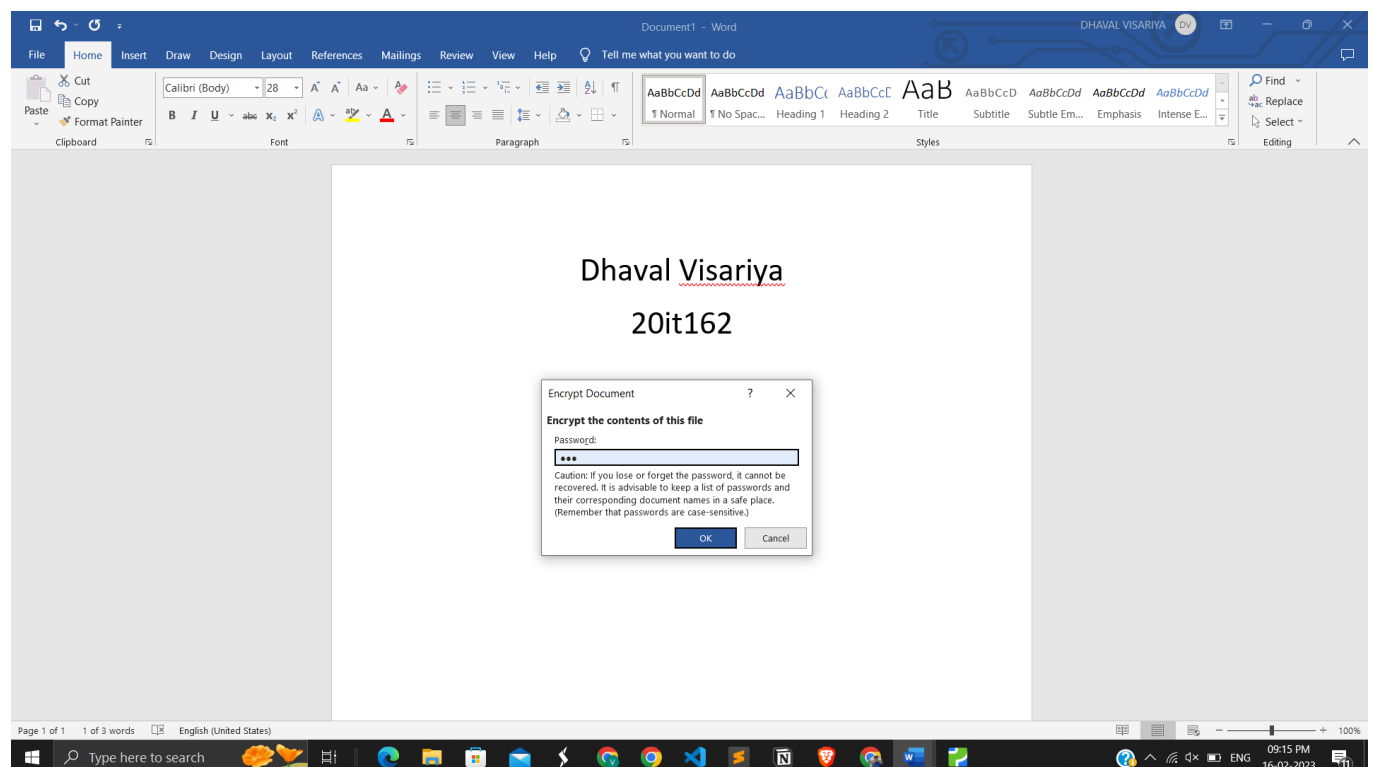 Document1 - Word
DHAVAL VISARIYA DV
File Home Insert Draw Design Layout References Mailings Review View Help Tell me what you want to do
Cut
Copy
Paste
Format Painter
Clipboard
Calibri (Body) 28 A A Aa
B I U abc X₂ X² A A
Font
Paragraph
AaBbCcDd AaBbCcDd AaBbC( AaBbCcE AaB AaBbCcD AaBbCcDd AaBbCcDd AaBbCcDd
¶ Normal ¶ No Spac... Heading 1 Heading 2 Title Subtitle Subtle Em... Emphasis Intense E...
Styles
Find
Replace
Select
Editing
Dhaval Visariya
20it162
Encrypt Document ? ×
Encrypt the contents of this file
Password:
•••
Caution: If you lose or forget the password, it cannot be
recovered. It is advisable to keep a list of passwords and
their corresponding document names in a safe place.
(Remember that passwords are case-sensitive.)
OK Cancel
Page 1 of 1 1 of 3 words English (United States)
- + 100%
Type here to search
ENG 09:15 PM
16-02-2023